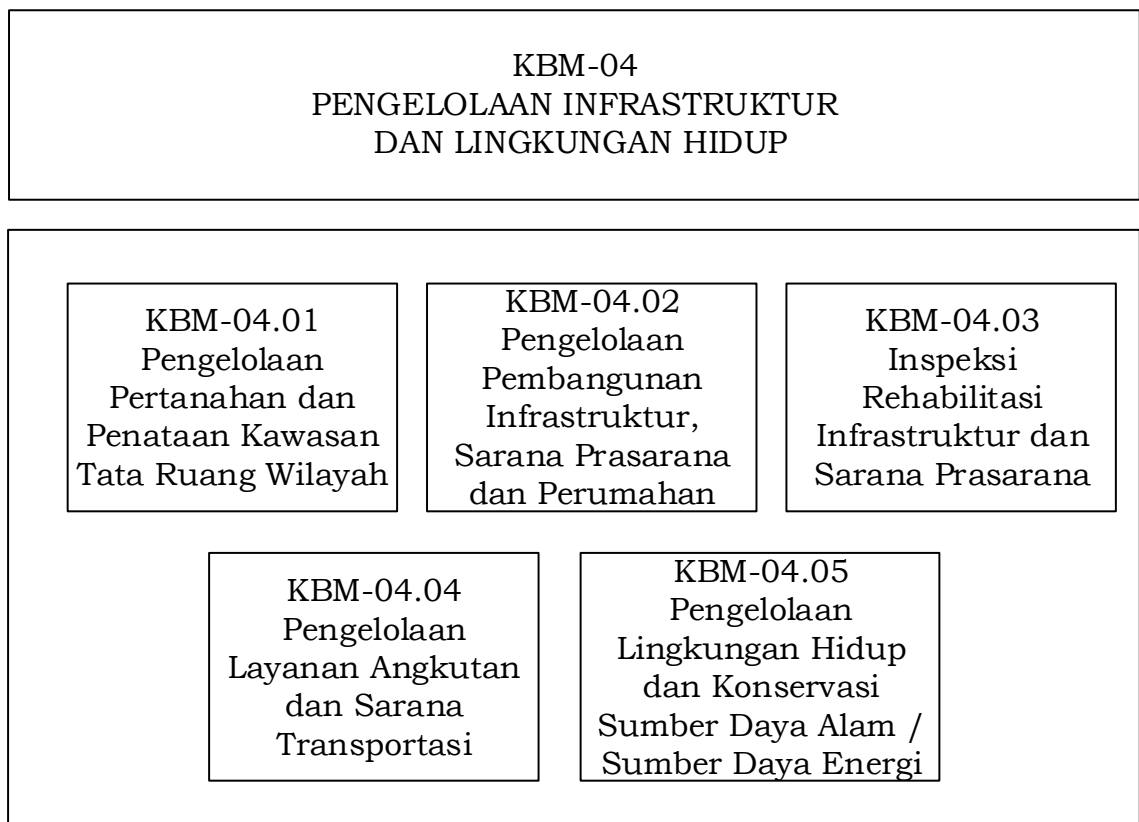 KBM-04
PENGELOLAAN INFRASTRUKTUR
DAN LINGKUNGAN HIDUP
KBM-04.01
Pengelolaan
Pertanahan dan
Penataan Kawasan
Tata Ruang Wilayah
KBM-04.02
Pengelolaan
Pembangunan
Infrastruktur,
Sarana Prasarana
dan Perumahan
KBM-04.03
Inspeksi
Rehabilitasi
Infrastruktur dan
Sarana Prasarana
KBM-04.04
Pengelolaan
Layanan Angkutan
dan Sarana
Transportasi
KBM-04.05
Pengelolaan
Lingkungan Hidup
dan Konservasi
Sumber Daya Alam /
Sumber Daya Energi